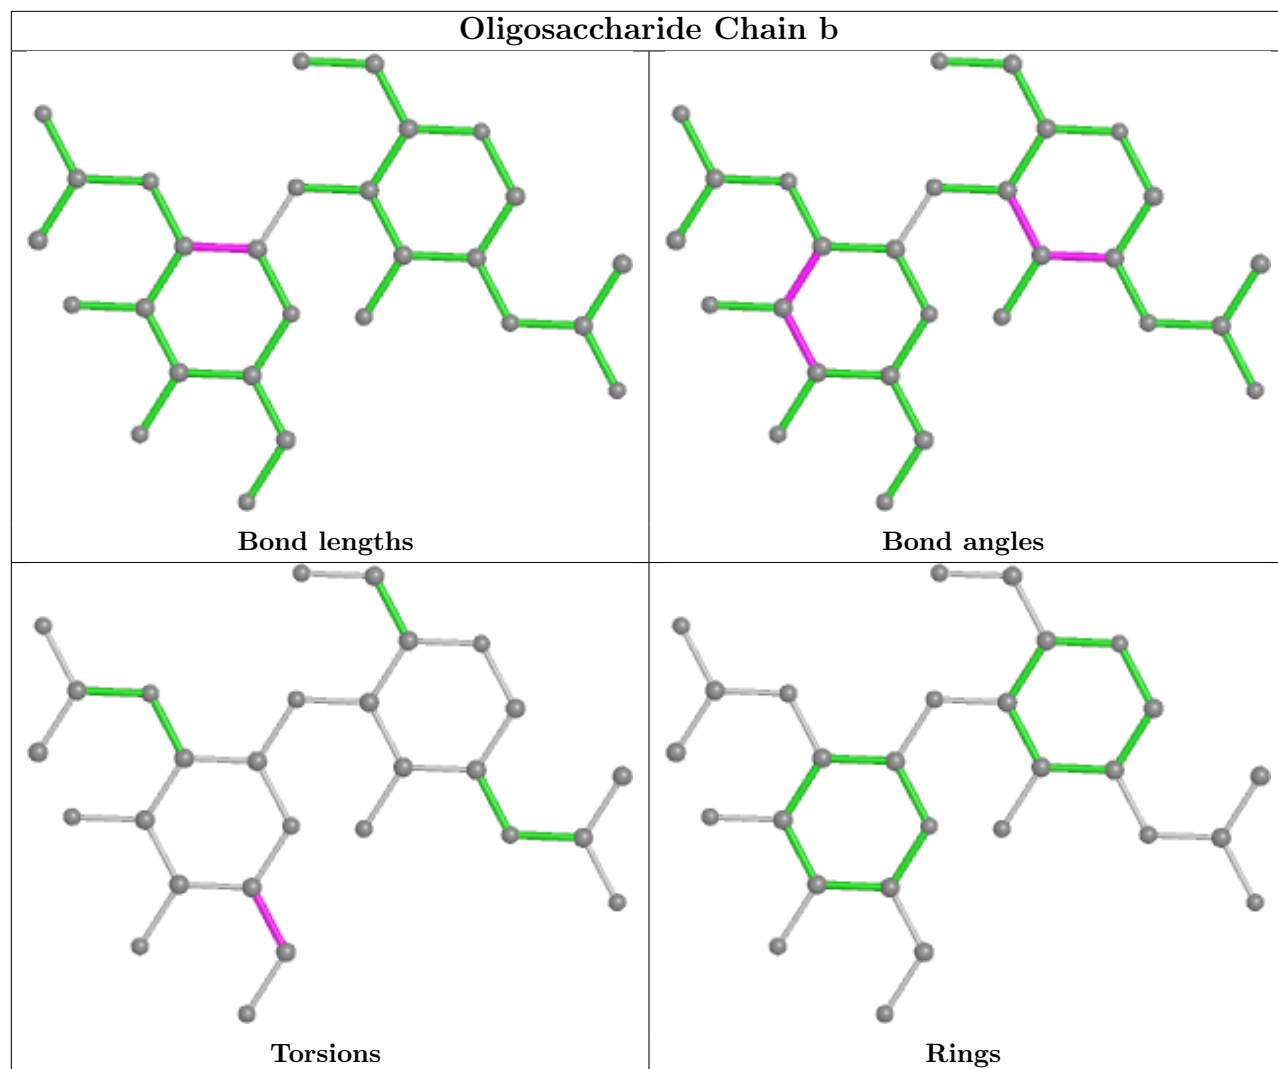 Oligosaccharide Chain b
Bond lengths
Bond angles
Torsions
Rings